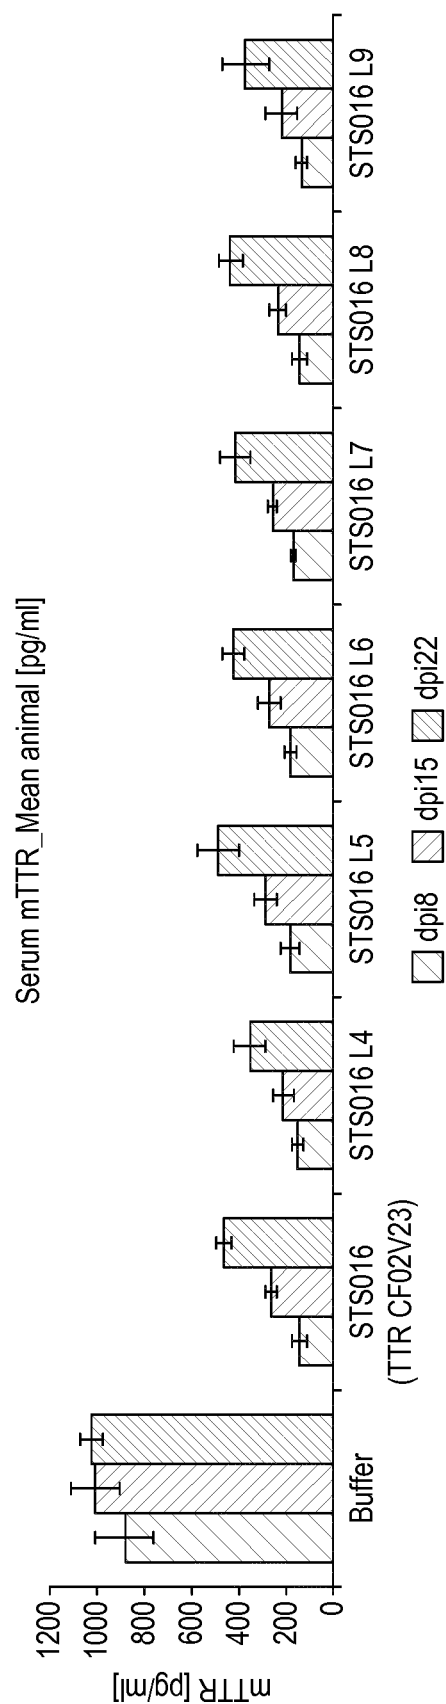 Serum mTTR_Mean animal [pg/ml]
mTTR [pg/ml]
1200
1000
800
600
400
200
0
Buffer
STS016
(TTR CF02V23)
STS016 L4
STS016 L5
STS016 L6
STS016 L7
STS016 L8
STS016 L9
dpi8 dpi15 dpi22